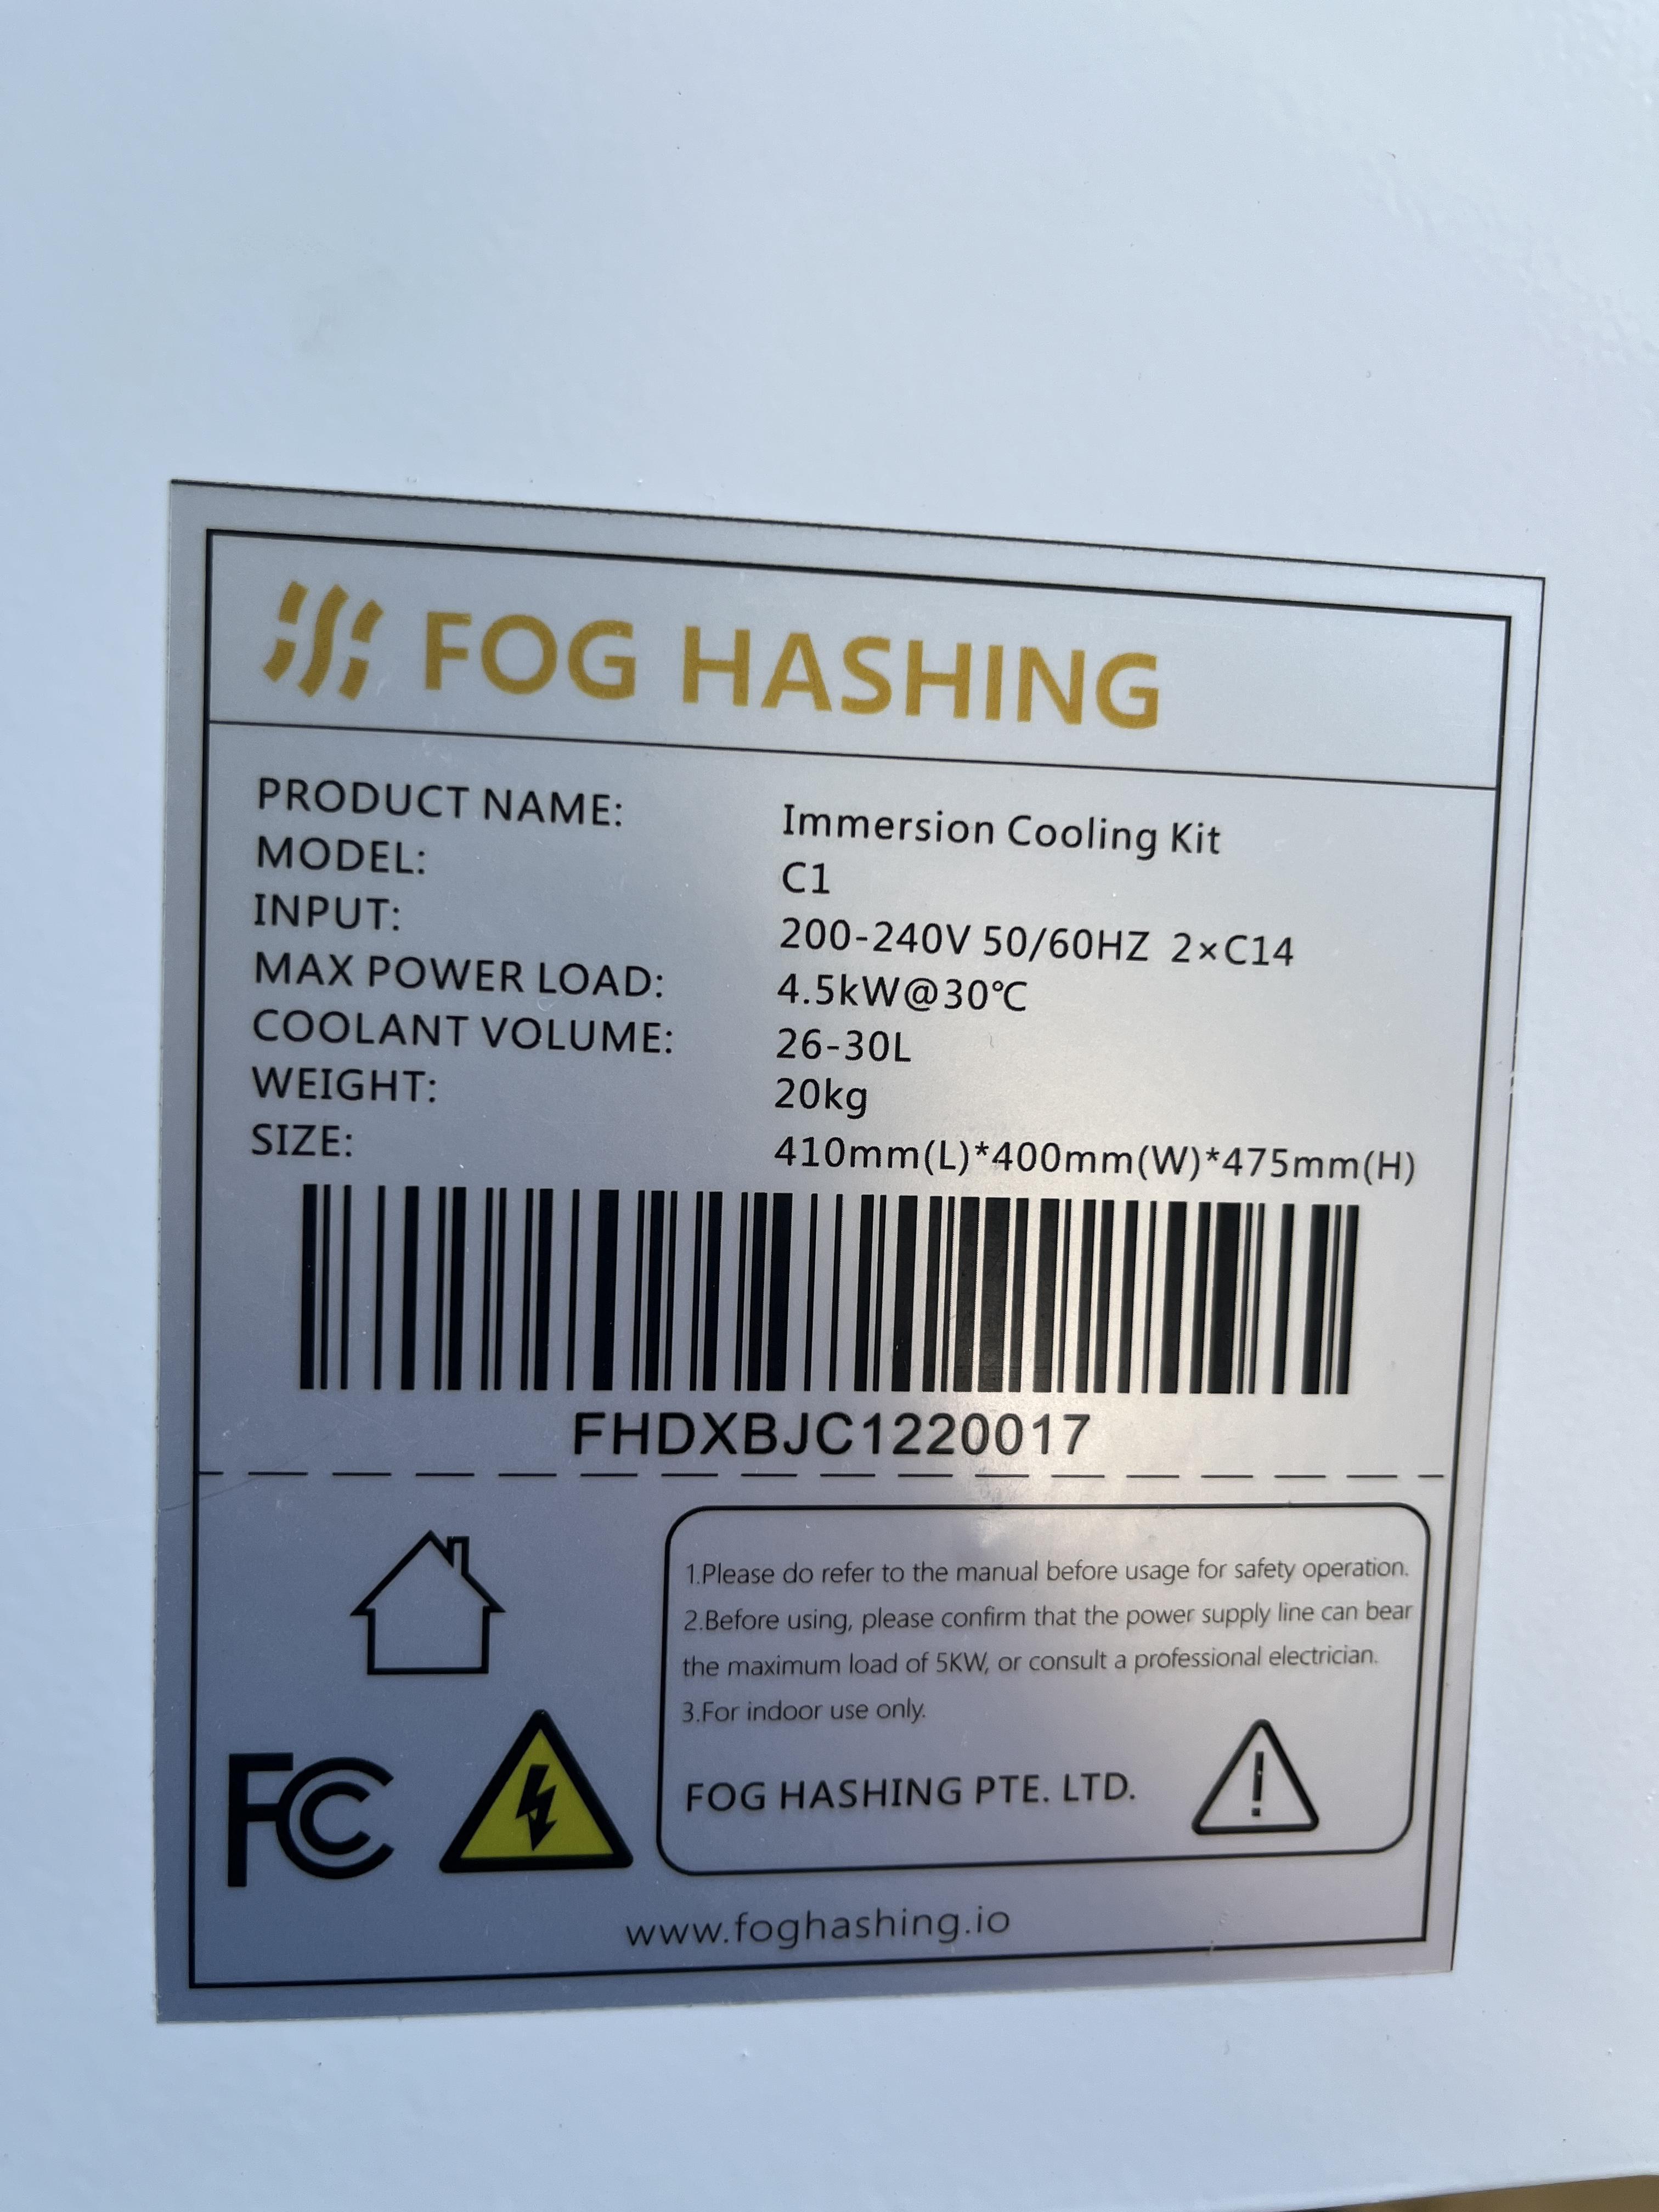 FOG HASHING
PRODUCT NAME: Immersion Cooling Kit
MODEL: C1
INPUT: 200-240V 50/60HZ 2×C14
MAX POWER LOAD: 4.5kW@30℃
COOLANT VOLUME: 26-30L
WEIGHT: 20kg
SIZE: 410mm(L)*400mm(W)*475mm(H)
FHDXBJC1220017
1.Please do refer to the manual before usage for safety operation.
2.Before using, please confirm that the power supply line can bear
the maximum load of 5KW, or consult a professional electrician.
3.For indoor use only.
FOG HASHING PTE. LTD.
FC
www.foghashing.io